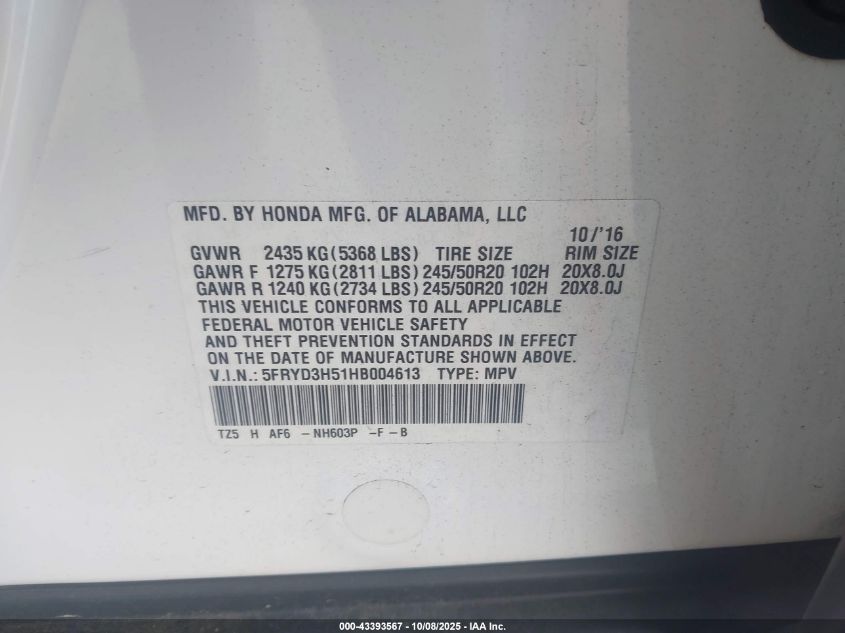 MFD. BY HONDA MFG. OF ALABAMA, LLC
10/'16
GVWR 2435 KG (5368 LBS) TIRE SIZE RIM SIZE
GAWR F 1275 KG (2811 LBS) 245/50R20 102H 20X8.0J
GAWR R 1240 KG (2734 LBS) 245/50R20 102H 20X8.0J
THIS VEHICLE CONFORMS TO ALL APPLICABLE
FEDERAL MOTOR VEHICLE SAFETY
AND THEFT PREVENTION STANDARDS IN EFFECT
ON THE DATE OF MANUFACTURE SHOWN ABOVE.
V.I.N.: 5FRYD3H51HB004613 TYPE: MPV
TZ5 H AF6 - NH603P -F - B
000-43393567 - 10/08/2025 - IAA Inc.